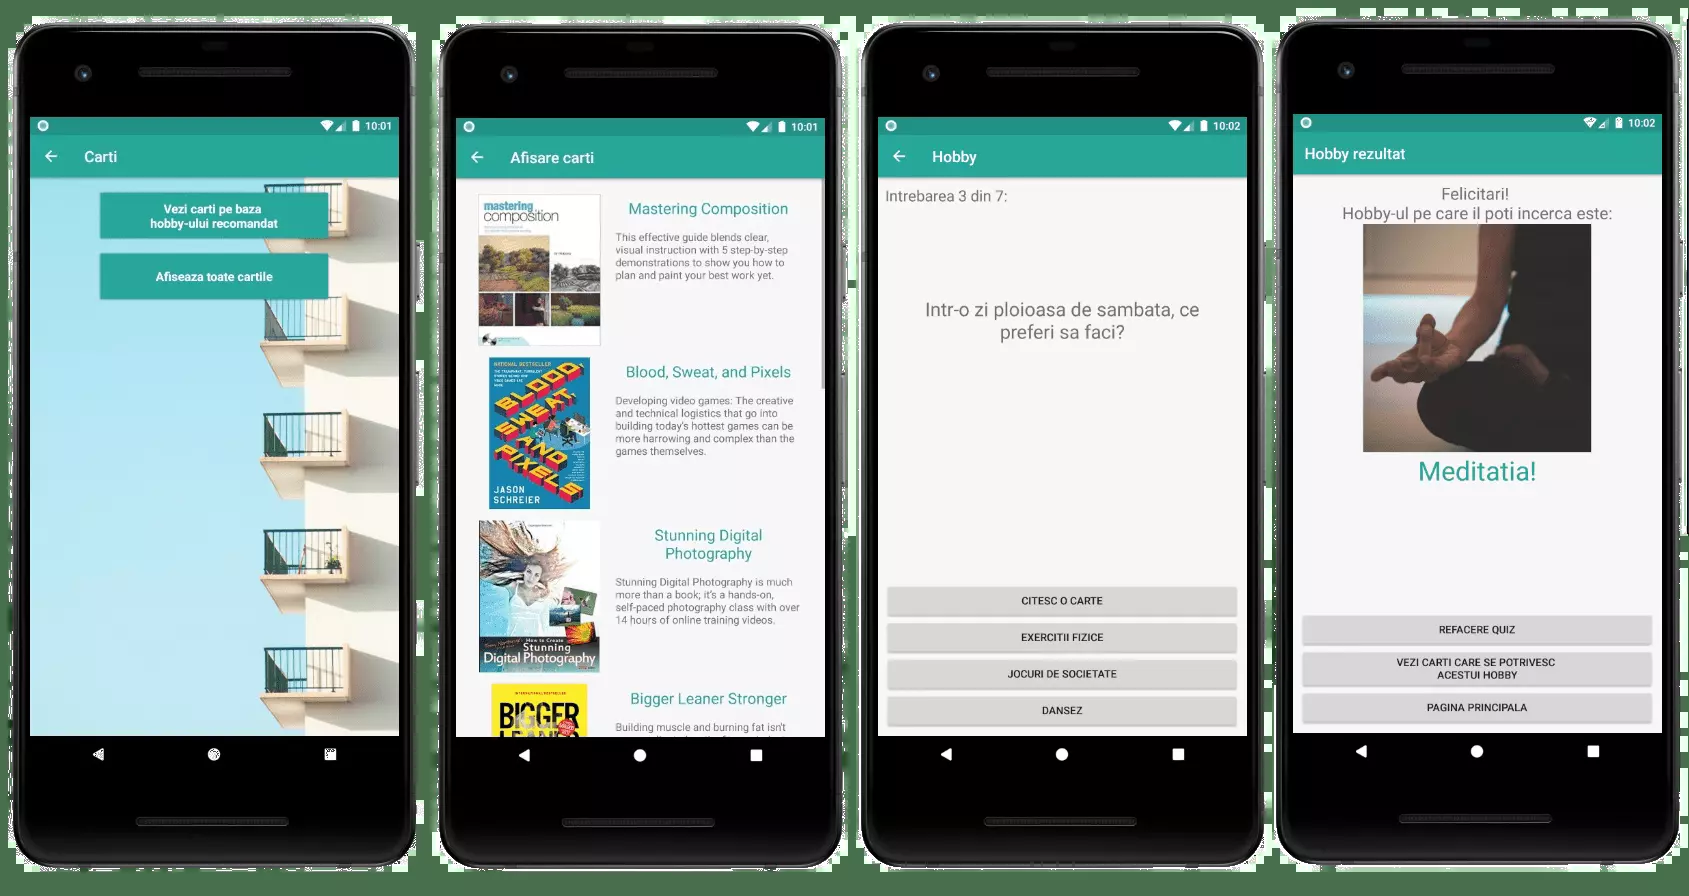 10:01
Carti
Vezi carti pe baza
hobby-ului recomandat
Afiseaza toate cartile
10:01
Afisare carti
mastering
composition
Mastering Composition
This effective guide blends clear,
visual instruction with 5 step-by-step
demonstrations to show you how to
plan and paint your best work yet.
NATIONAL BESTSELLER
BLOOD
SWEAT
AND
PIXELS
JASON
SCHREIER
Blood, Sweat, and Pixels
Developing video games: The creative
and technical logistics that go into
building today's hottest games can be
more harrowing and complex than the
games themselves.
How to Create
Stunning
Digital Photography
Stunning Digital
Photography
Stunning Digital Photography is much
more than a book; it's a hands-on,
self-paced photography class with over
14 hours of online training videos.
INTERNATIONAL BESTSELLER
BIGGER
Bigger Leaner Stronger
Building muscle and burning fat isn't
10:02
Hobby
Intrebarea 3 din 7:
Intr-o zi ploioasa de sambata, ce
preferi sa faci?
CITESC O CARTE
EXERCITII FIZICE
JOCURI DE SOCIETATE
DANSEZ
10:02
Hobby rezultat
Felicitari!
Hobby-ul pe care il poti incerca este:
Meditatia!
REFACERE QUIZ
VEZI CARTI CARE SE POTRIVESC
ACESTUI HOBBY
PAGINA PRINCIPALA